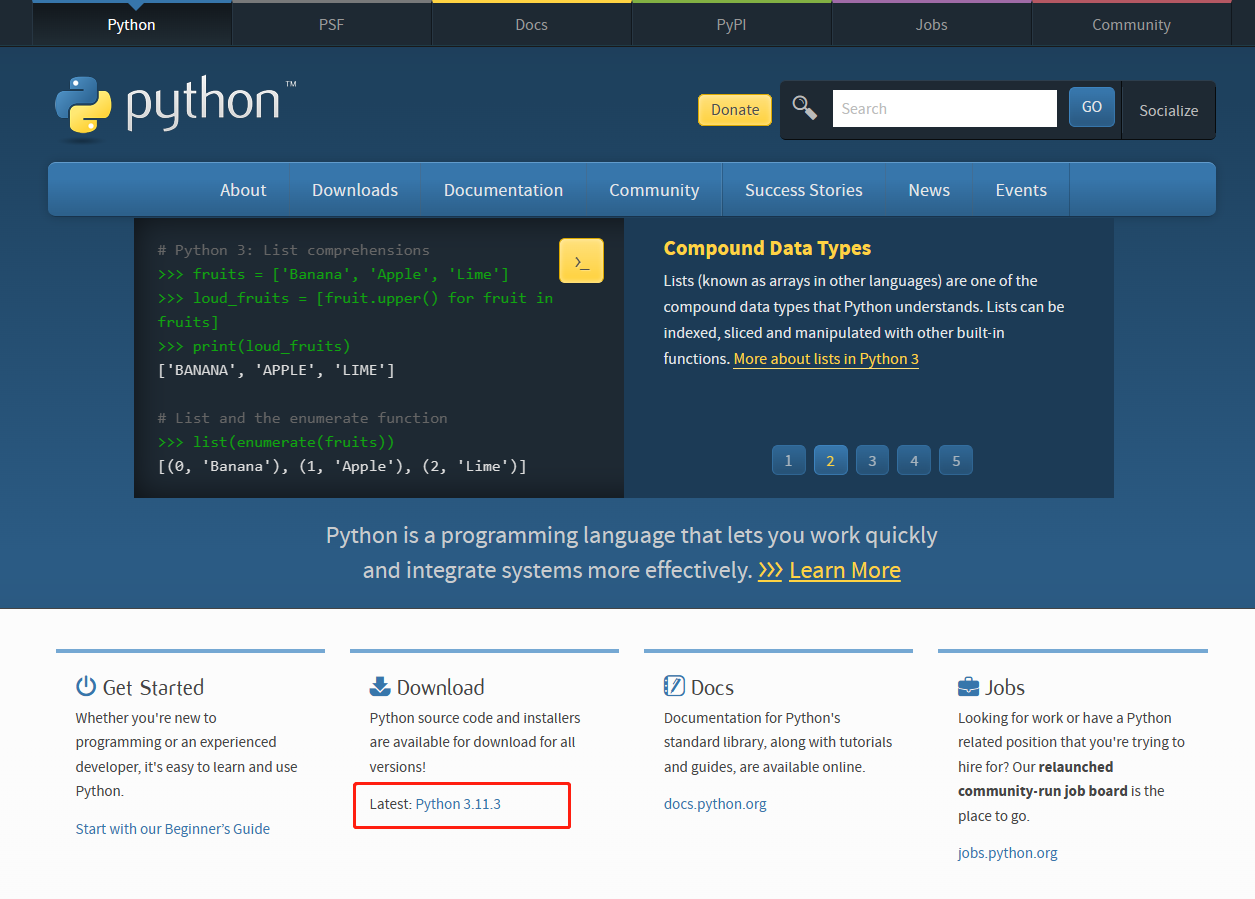 Python
PSF
Docs
PyPI
Jobs
Community
python™
Donate
Search
GO
Socialize
About
Downloads
Documentation
Community
Success Stories
News
Events
# Python 3: List comprehensions
>>> fruits = ['Banana', 'Apple', 'Lime']
>>> loud_fruits = [fruit.upper() for fruit in
fruits]
>>> print(loud_fruits)
['BANANA', 'APPLE', 'LIME']
# List and the enumerate function
>>> list(enumerate(fruits))
[(0, 'Banana'), (1, 'Apple'), (2, 'Lime')]
>_
Compound Data Types
Lists (known as arrays in other languages) are one of the
compound data types that Python understands. Lists can be
indexed, sliced and manipulated with other built-in
functions. More about lists in Python 3
1
2
3
4
5
Python is a programming language that lets you work quickly
and integrate systems more effectively. >>> Learn More
Get Started
Whether you're new to
programming or an experienced
developer, it's easy to learn and use
Python.
Start with our Beginner's Guide
Download
Python source code and installers
are available for download for all
versions!
Latest: Python 3.11.3
Docs
Documentation for Python's
standard library, along with tutorials
and guides, are available online.
docs.python.org
Jobs
Looking for work or have a Python
related position that you're trying to
hire for? Our relaunched
community-run job board is the
place to go.
jobs.python.org